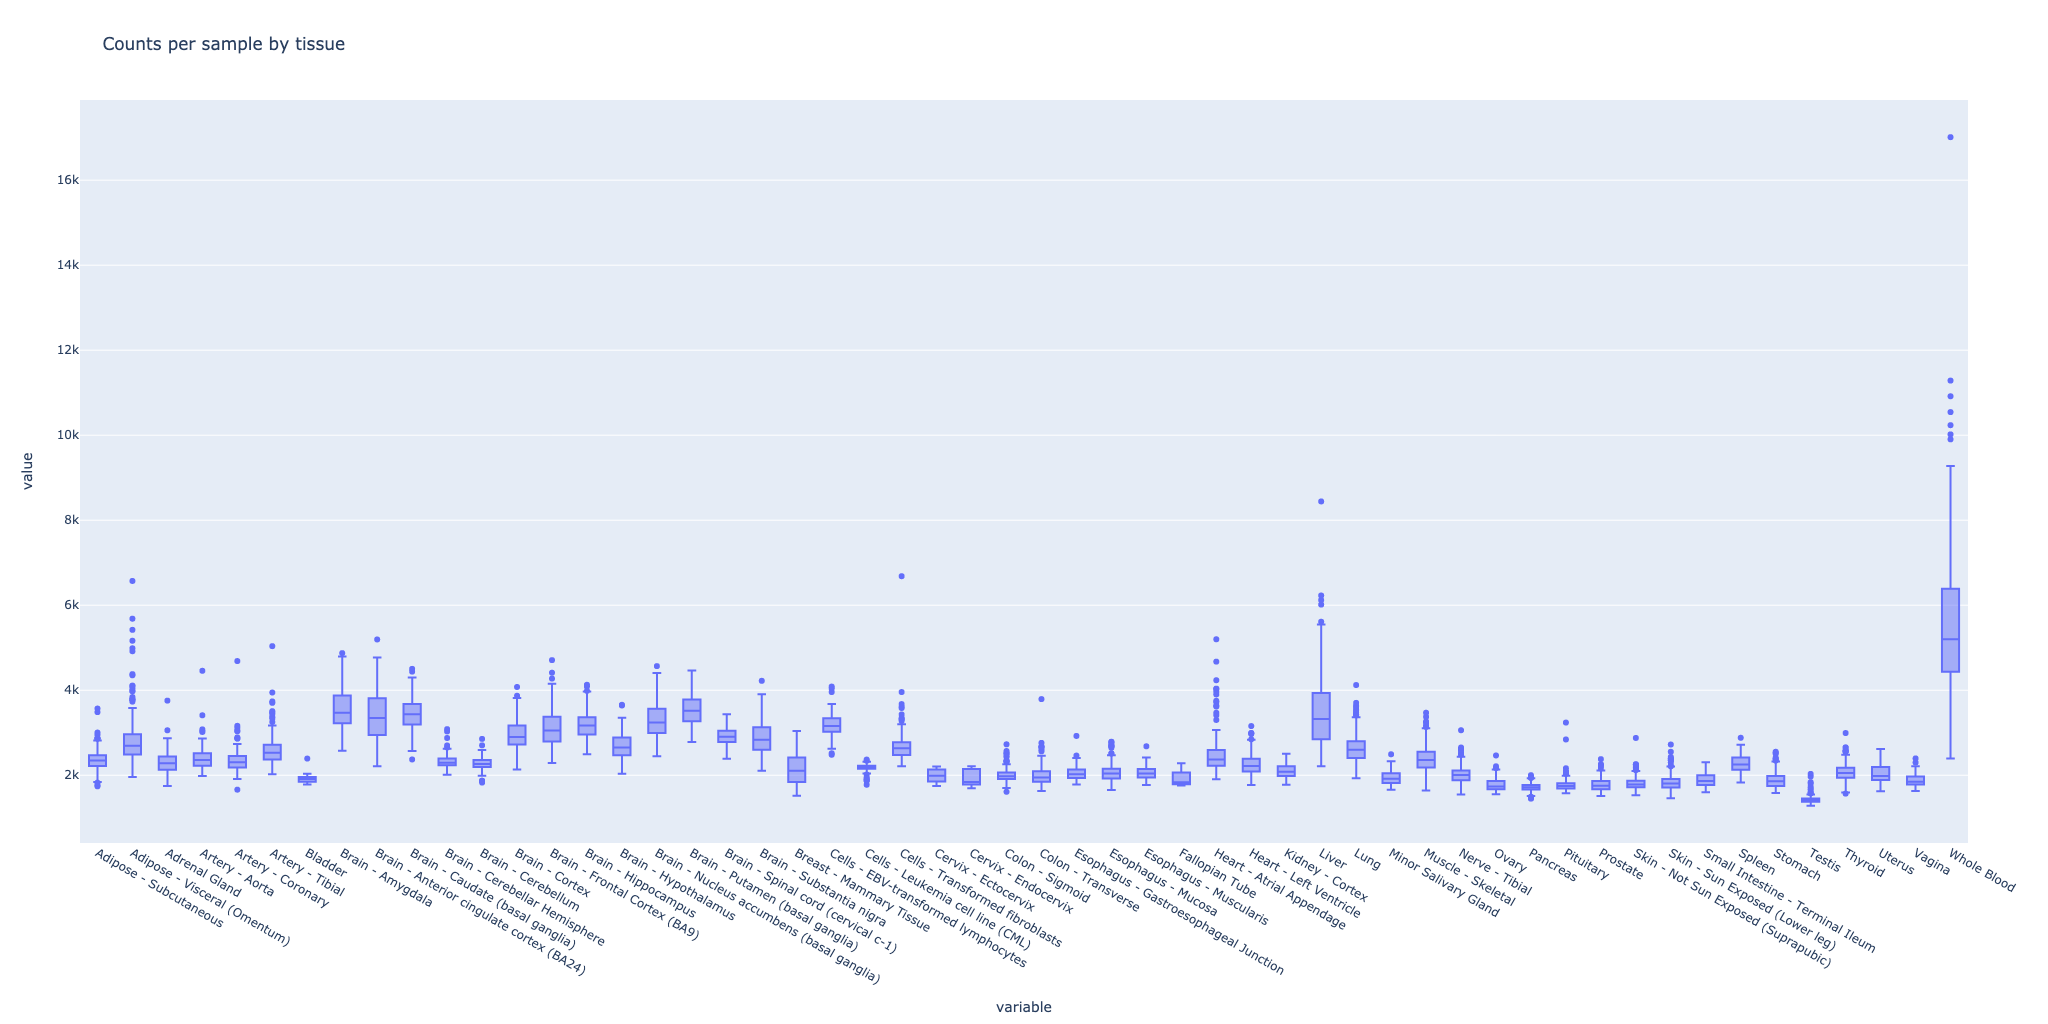 Counts per sample by tissue
16k
14k
12k
10k
8k
6k
4k
2k
value
Adipose - Subcutaneous
Adipose - Visceral (Omentum)
Adrenal Gland
Artery - Aorta
Artery - Coronary
Artery - Tibial
Bladder
Brain - Amygdala
Brain - Anterior cingulate cortex (BA24)
Brain - Caudate (basal ganglia)
Brain - Cerebellar Hemisphere
Brain - Cerebellum
Brain - Cortex
Brain - Frontal Cortex (BA9)
Brain - Hippocampus
Brain - Hypothalamus
Brain - Nucleus accumbens (basal ganglia)
Brain - Putamen (basal ganglia)
Brain - Spinal cord (cervical c-1)
Brain - Substantia nigra
Breast - Mammary Tissue
Cells - EBV-transformed lymphocytes
Cells - Leukemia cell line (CML)
Cells - Transformed fibroblasts
Cervix - Ectocervix
Cervix - Endocervix
Colon - Sigmoid
Colon - Transverse
Esophagus - Gastroesophageal Junction
Esophagus - Mucosa
Esophagus - Muscularis
Fallopian Tube
Heart - Atrial Appendage
Heart - Left Ventricle
Kidney - Cortex
Liver
Lung
Minor Salivary Gland
Muscle - Skeletal
Nerve - Tibial
Ovary
Pancreas
Pituitary
Prostate
Skin - Not Sun Exposed (Suprapubic)
Skin - Sun Exposed (Lower leg)
Small Intestine - Terminal Ileum
Spleen
Stomach
Testis
Thyroid
Uterus
Vagina
Whole Blood
variable